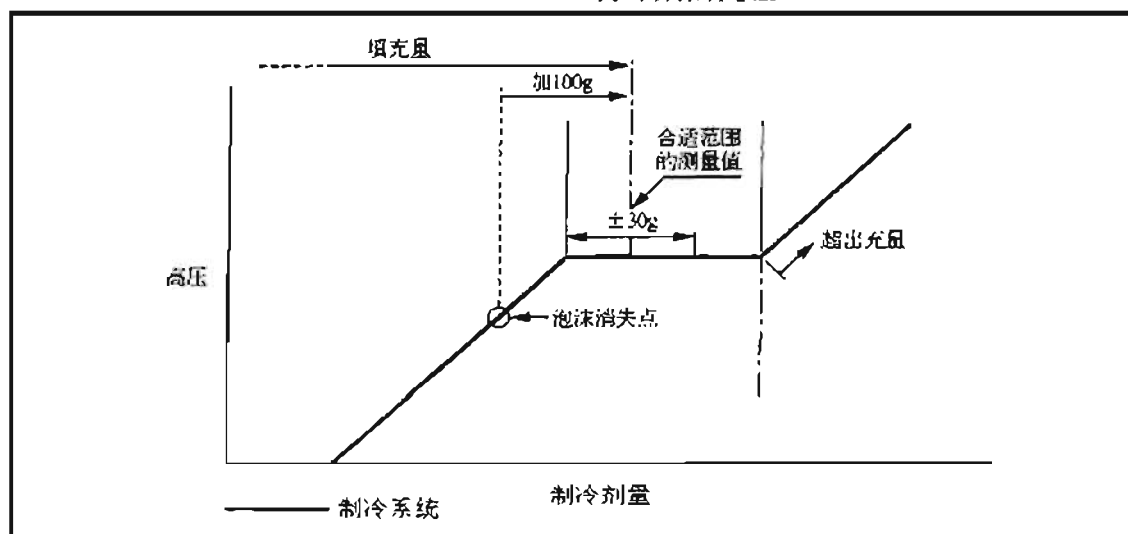 填充量
加100g
合适范围
的测量值
±30g
超出充量
高压
泡沫消失点
制冷剂量
制冷系统